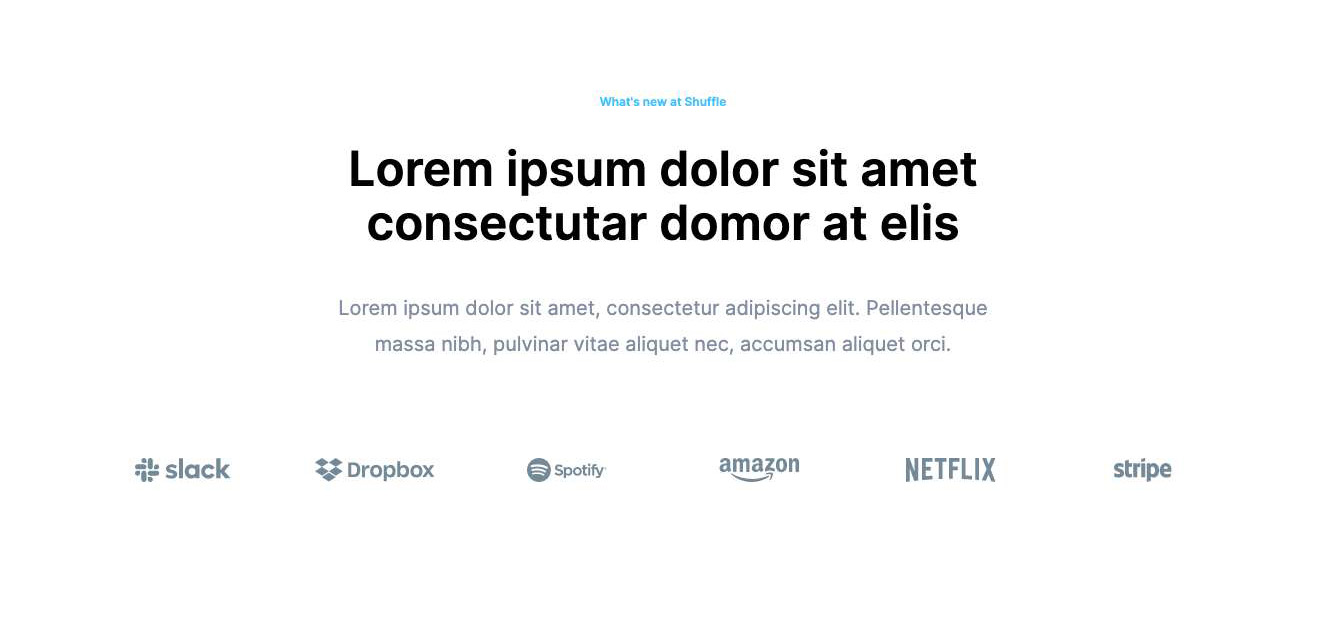 What's new at Shuffle
Lorem ipsum dolor sit amet
consectutar domor at elis
Lorem ipsum dolor sit amet, consectetur adipiscing elit. Pellentesque
massa nibh, pulvinar vitae aliquet nec, accumsan aliquet orci.
slack Dropbox Spotify amazon NETFLIX stripe